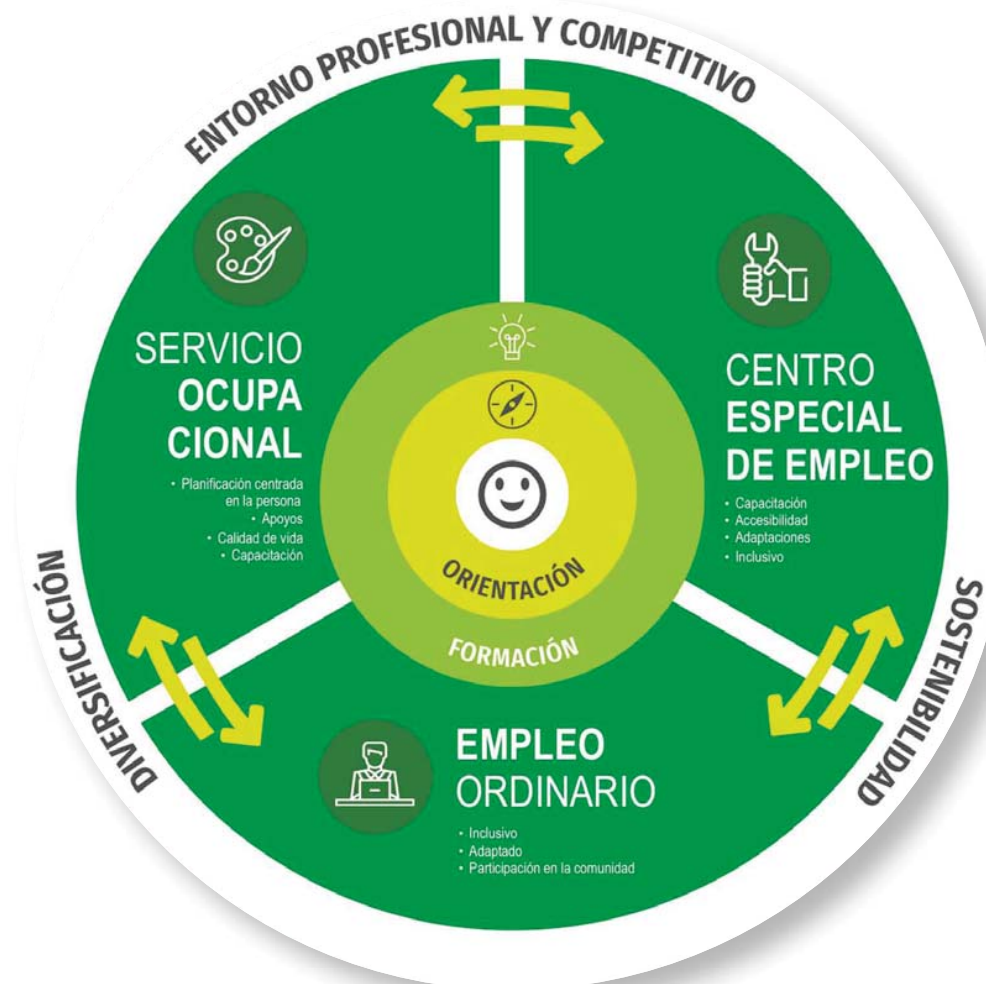 ENTORNO PROFESIONAL Y COMPETITIVO
SERVICIO
OCUPA
CIONAL
• Planificación centrada
en la persona
• Apoyos
• Calidad de vida
• Capacitación
CENTRO
ESPECIAL
DE EMPLEO
• Capacitación
• Accesibilidad
• Adaptaciones
• Inclusivo
ORIENTACIÓN
FORMACIÓN
DIVERSIFICACIÓN
SOSTENIBILIDAD
EMPLEO
ORDINARIO
• Inclusivo
• Adaptado
• Participación en la comunidad